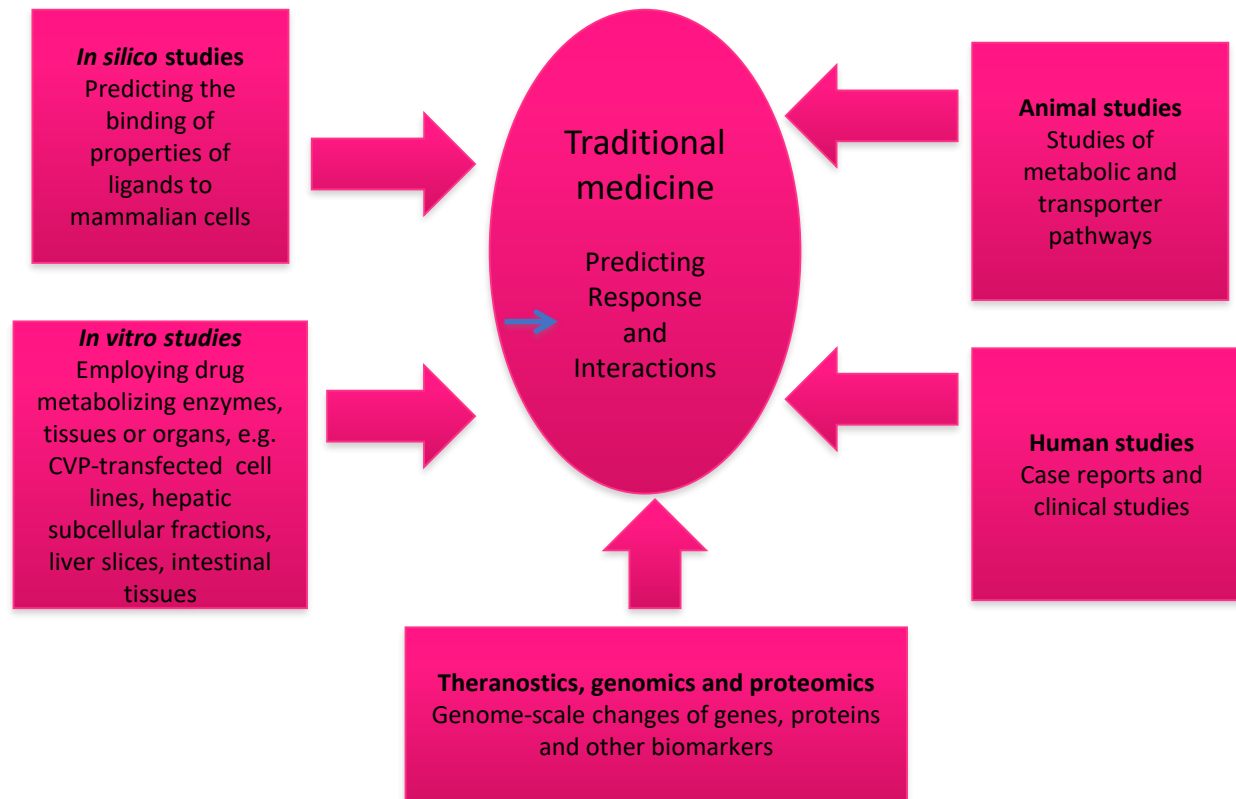 In silico studies
Predicting the
binding of
properties of
ligands to
mammalian cells
In vitro studies
Employing drug
metabolizing enzymes,
tissues or organs, e.g.
CVP-transfected cell
lines, hepatic
subcellular fractions,
liver slices, intestinal
tissues
Traditional
medicine
Predicting
Response
and
Interactions
Animal studies
Studies of
metabolic and
transporter
pathways
Human studies
Case reports and
clinical studies
Theranostics, genomics and proteomics
Genome-scale changes of genes, proteins
and other biomarkers